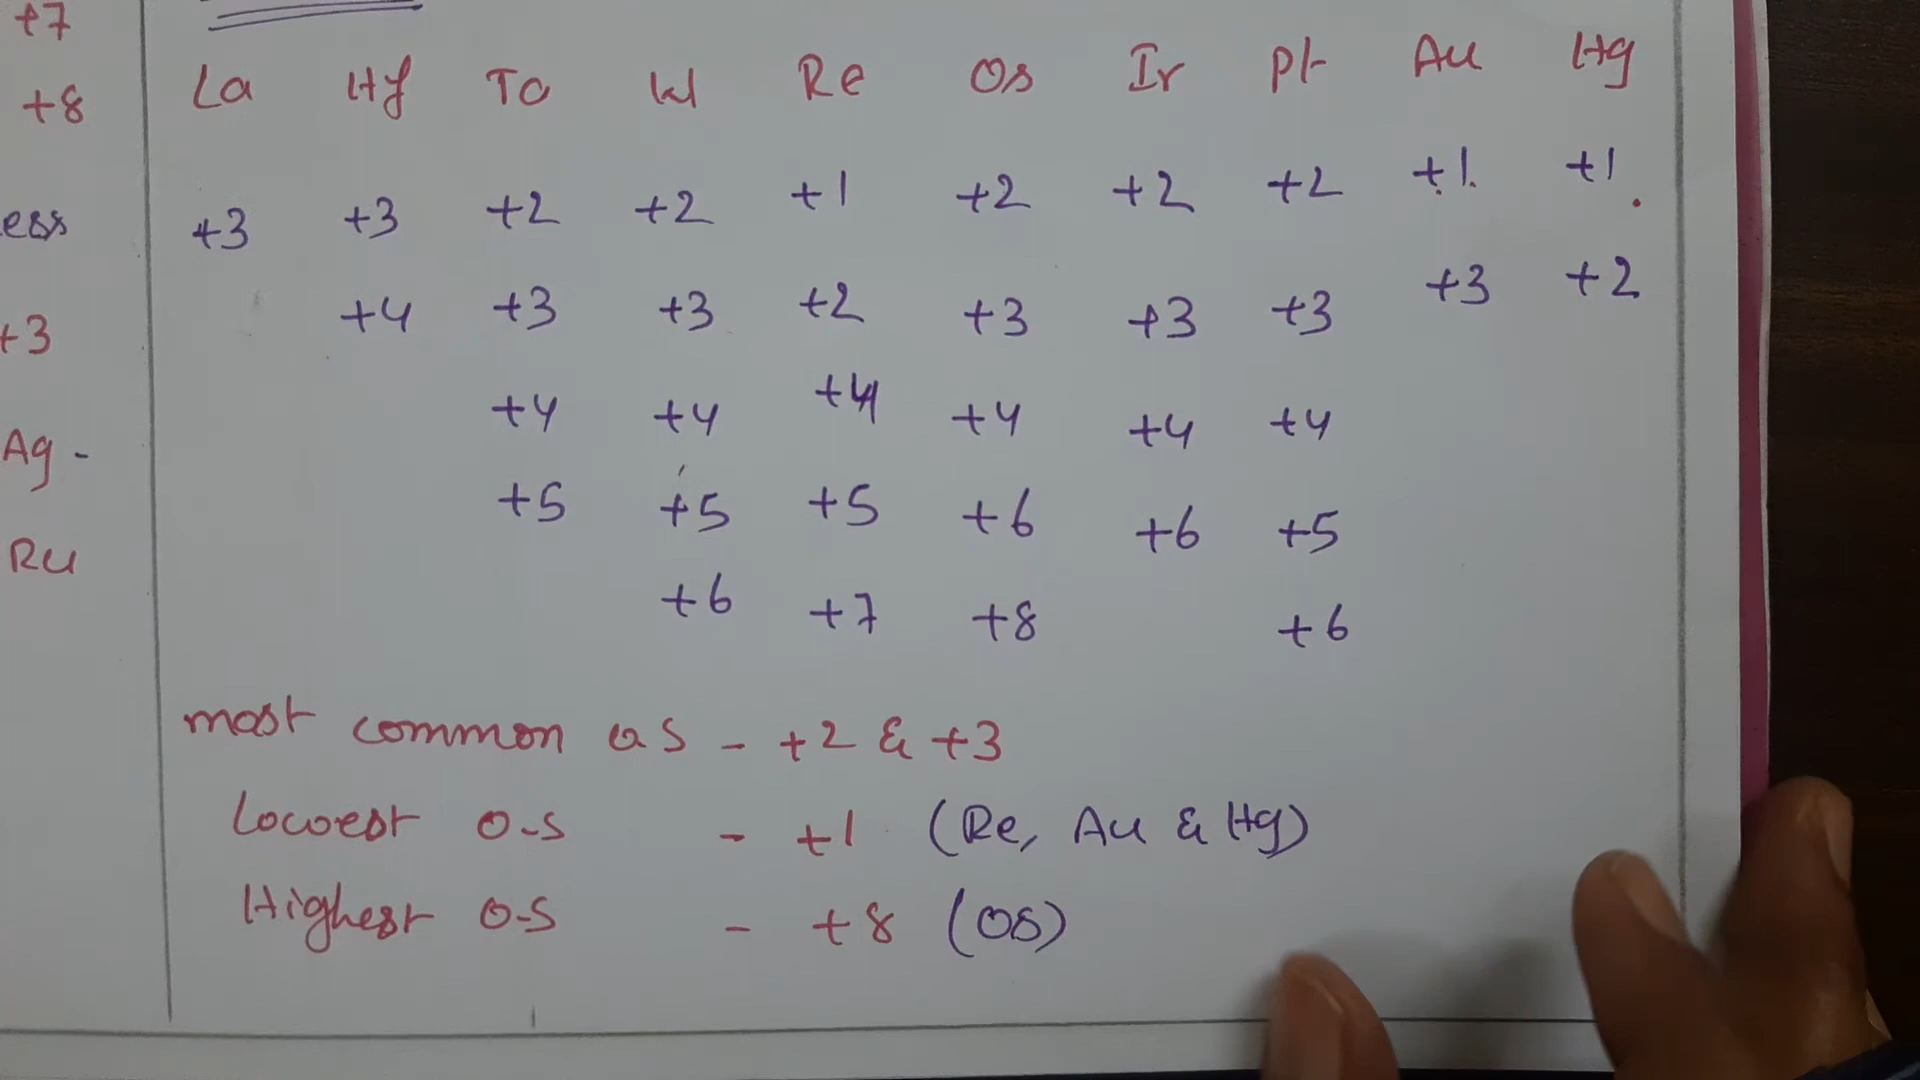 +7
+8
ess
+3
Ag -
Ru
La Hf Ta W Re Os Ir Pt Au Hg
+3 +3 +2 +2 +1 +2 +2 +2 +1 +1
+4 +3 +3 +2 +3 +3 +3 +3 +2
+4 +4 +4 +4 +4 +4
+5 +5 +5 +6 +6 +5
+6 +7 +8 +6
most common os - +2 & +3
Lowest o-s - +1 (Re, Au & Hg)
Highest o-s - +8 (Os)